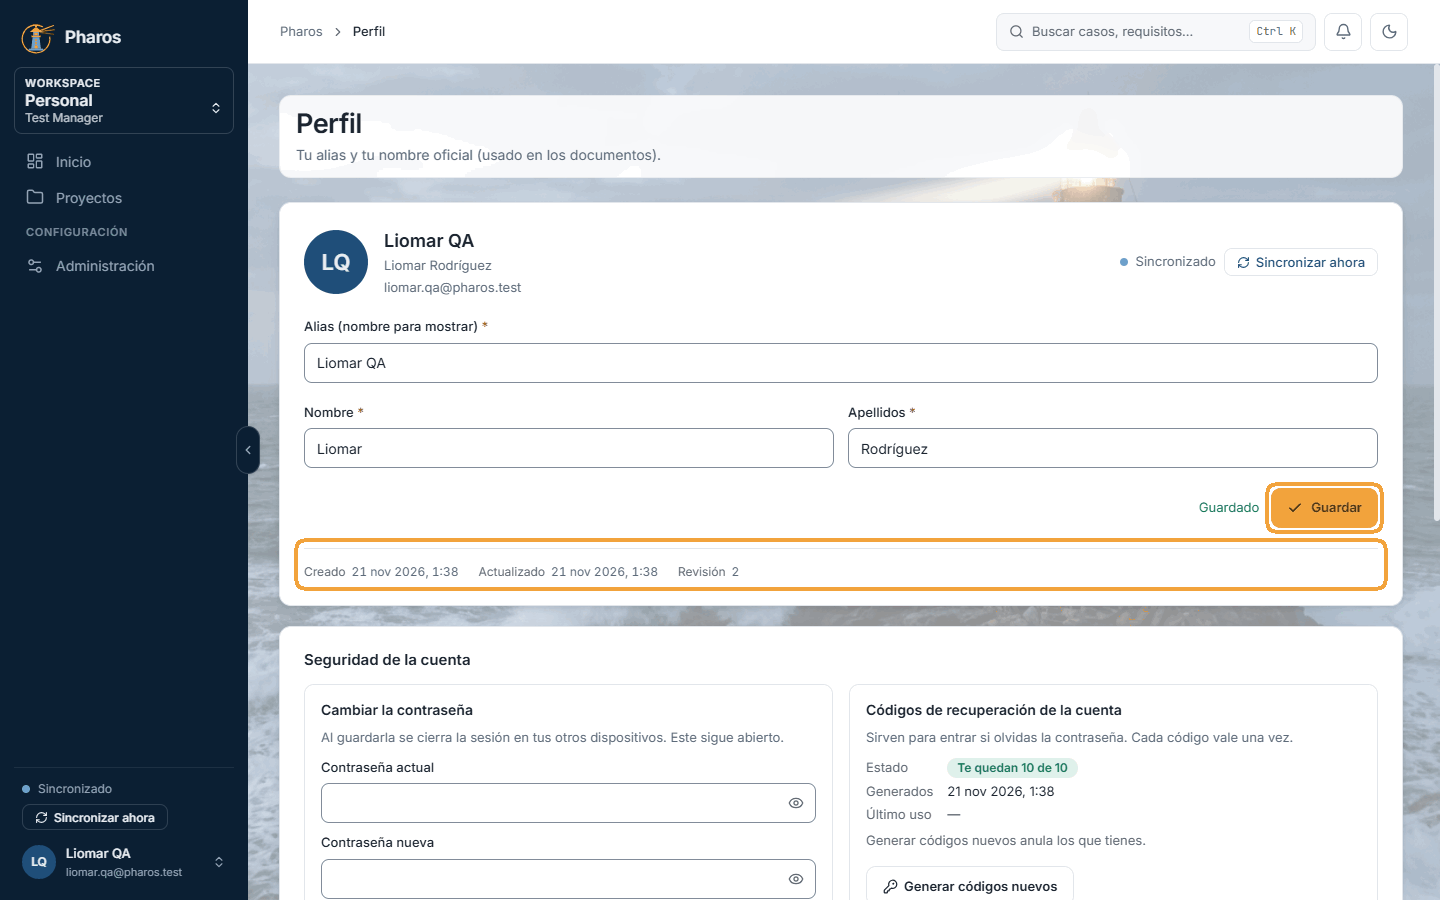 Pharos
WORKSPACE
Personal
Test Manager
Inicio
Proyectos
CONFIGURACIÓN
Administración
Sincronizado
Sincronizar ahora
LQ
Liomar QA
liomar.qa@pharos.test
Pharos > Perfil
Buscar casos, requisitos...
Ctrl K
Perfil
Tu alias y tu nombre oficial (usado en los documentos).
LQ
Liomar QA
Liomar Rodríguez
liomar.qa@pharos.test
Sincronizado
Sincronizar ahora
Alias (nombre para mostrar) *
Liomar QA
Nombre *
Liomar
Apellidos *
Rodríguez
Guardado
Guardar
Creado 21 nov 2026, 1:38 Actualizado 21 nov 2026, 1:38 Revisión 2
Seguridad de la cuenta
Cambiar la contraseña
Al guardarla se cierra la sesión en tus otros dispositivos. Este sigue abierto.
Contraseña actual
Contraseña nueva
Códigos de recuperación de la cuenta
Sirven para entrar si olvidas la contraseña. Cada código vale una vez.
Estado Te quedan 10 de 10
Generados 21 nov 2026, 1:38
Último uso —
Generar códigos nuevos anula los que tienes.
Generar códigos nuevos